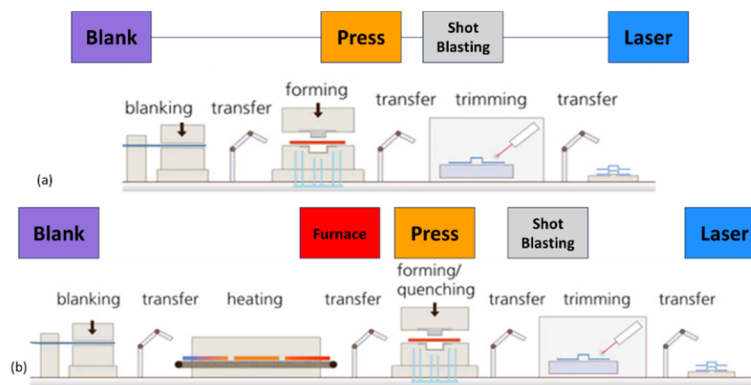 Blank
Press
Shot
Blasting
Laser
blanking
transfer
forming
transfer
trimming
transfer
(a)
Blank
Furnace
Press
Shot
Blasting
Laser
blanking
transfer
heating
transfer
forming/
quenching
transfer
trimming
transfer
(b)